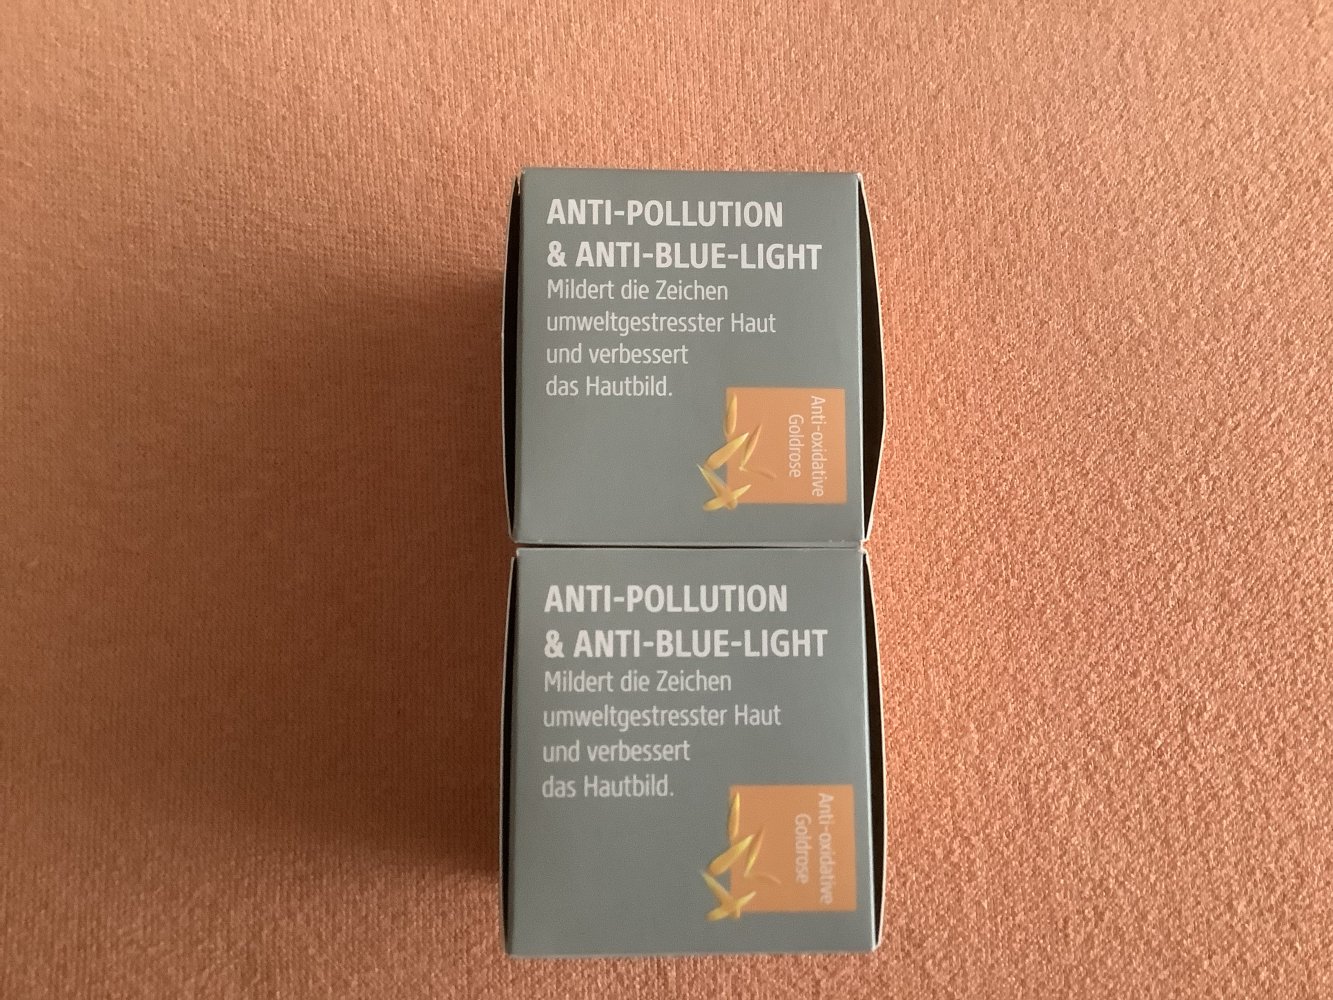 ANTI-POLLUTION
& ANTI-BLUE-LIGHT
Mildert die Zeichen
umweltgestresster Haut
und verbessert
das Hautbild.
Anti-oxidative
Goldrose
ANTI-POLLUTION
& ANTI-BLUE-LIGHT
Mildert die Zeichen
umweltgestresster Haut
und verbessert
das Hautbild.
Anti-oxidative
Goldrose